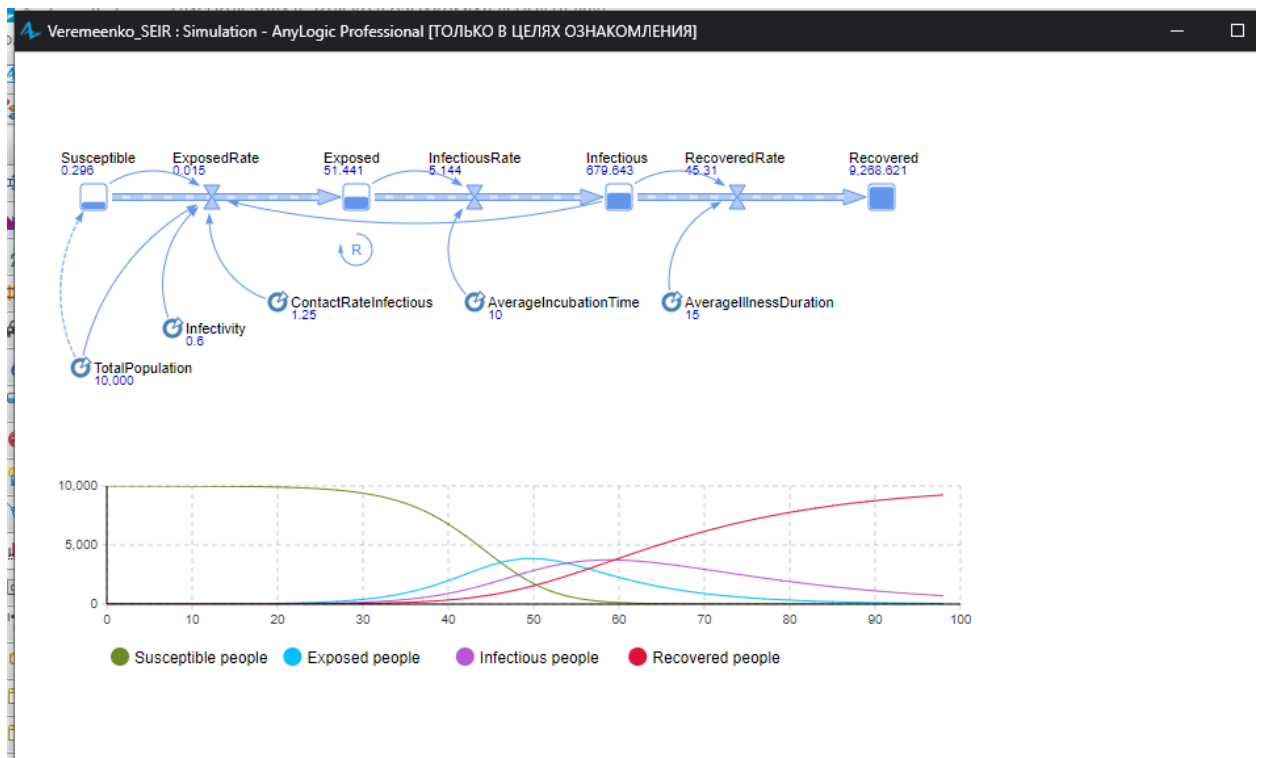 Veremeenko_SEIR : Simulation - AnyLogic Professional [ТОЛЬКО В ЦЕЛЯХ ОЗНАКОМЛЕНИЯ]
Susceptible ExposedRate Exposed InfectiousRate Infectious RecoveredRate Recovered
0.296 0.015 51.441 5.144 679.643 45.31 9,268.621
R
ContactRateInfectious AverageIncubationTime AverageIllnessDuration
1.25 10 15
Infectivity
0.6
TotalPopulation
10,000
10,000
5,000
0
0 10 20 30 40 50 60 70 80 90 100
Susceptible people Exposed people Infectious people Recovered people